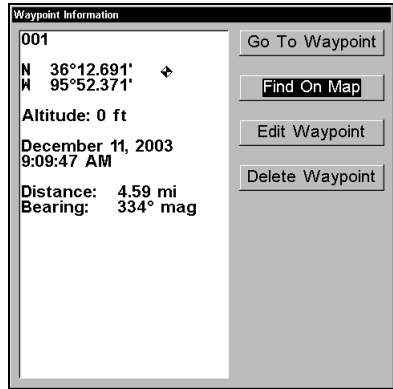 Waypoint Information
001
N 36°12.691'
W 95°52.371'
Altitude: 0 ft
December 11, 2003
9:09:47 AM
Distance: 4.59 mi
Bearing: 334° mag
Go To Waypoint
Find On Map
Edit Waypoint
Delete Waypoint